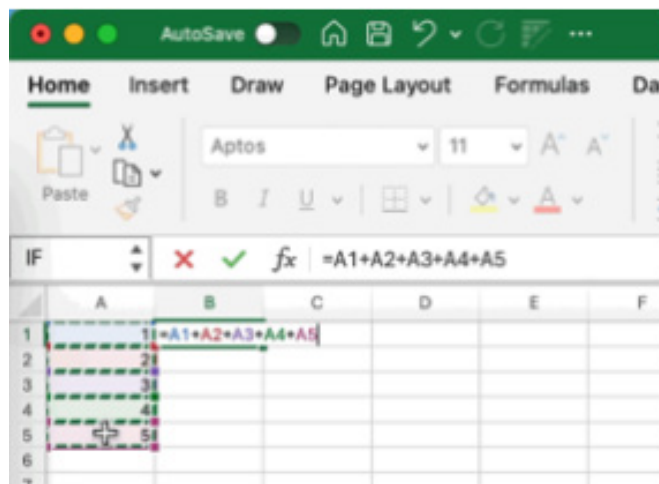 AutoSave
Home Insert Draw Page Layout Formulas Da
Aptos 11 A^ A˅
Paste B I U A
IF fx =A1+A2+A3+A4+A5
A B C D E F
1 1 =A1+A2+A3+A4+A5
2 2
3 3
4 4
5 5
6